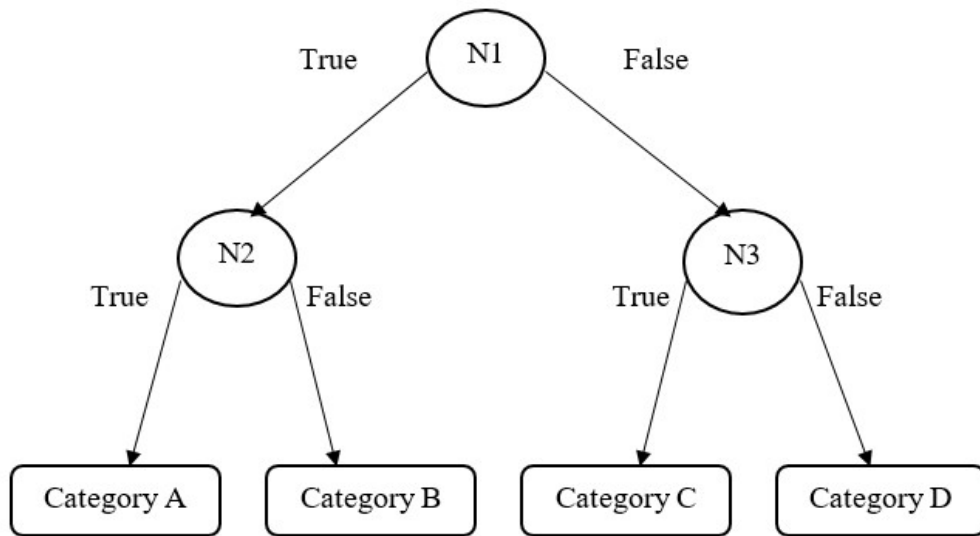 N1
True
False
N2
N3
True
False
True
False
Category A
Category B
Category C
Category D